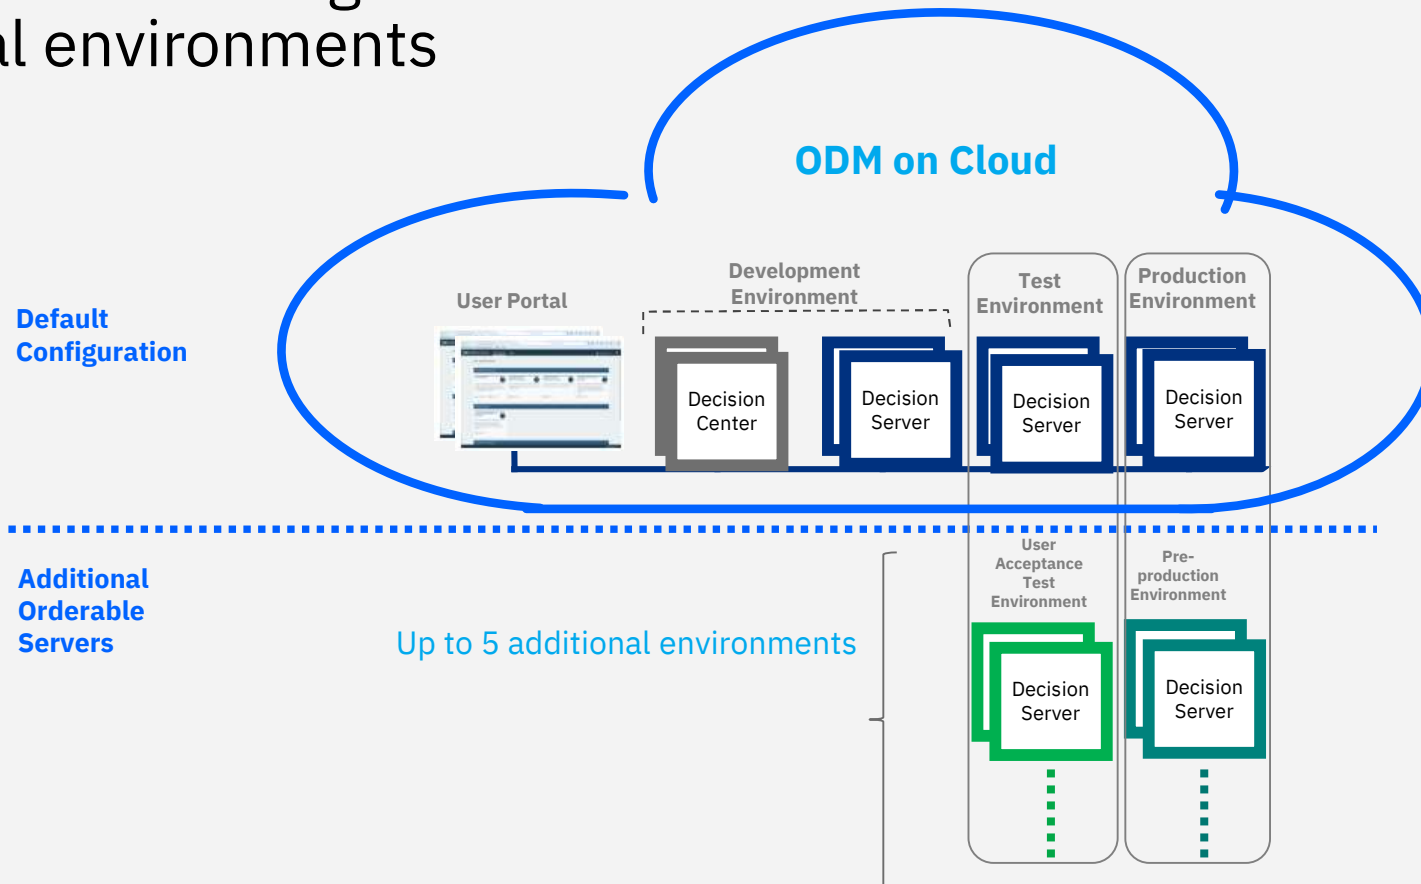 al environments
ODM on Cloud
Default
Configuration
User Portal
Development
Environment
Test
Environment
Production
Environment
Decision
Center
Decision
Server
Decision
Server
Decision
Server
Additional
Orderable
Servers
Up to 5 additional environments
User
Acceptance
Test
Environment
Pre-
production
Environment
Decision
Server
Decision
Server